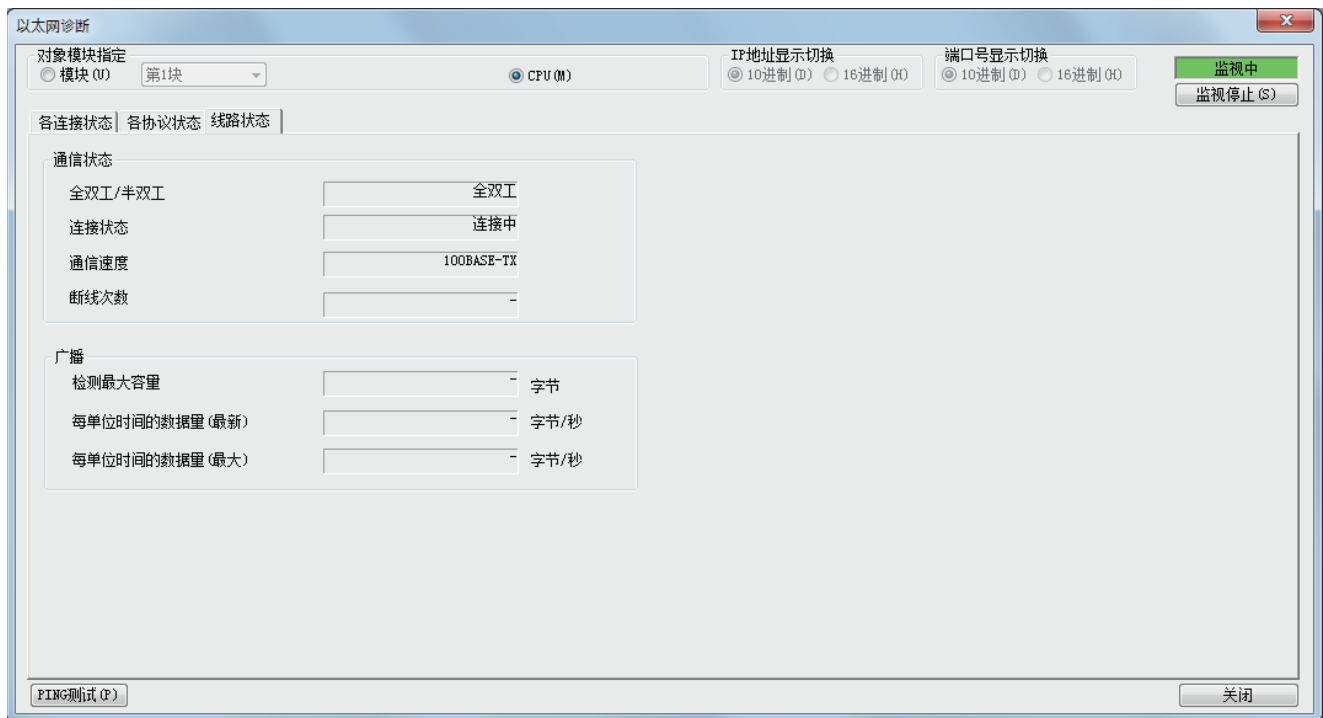 以太网诊断
对象模块指定
模块(U) 第1块 CPU(M)
IP地址显示切换
10进制(D) 16进制(H)
端口号显示切换
10进制(D) 16进制(H)
监视中
监视停止(S)
各连接状态 各协议状态 线路状态
通信状态
全双工/半双工 全双工
连接状态 连接中
通信速度 100BASE-TX
断线次数 -
广播
检测最大容量 - 字节
每单位时间的数据量(最新) - 字节/秒
每单位时间的数据量(最大) - 字节/秒
PING测试(P) 关闭